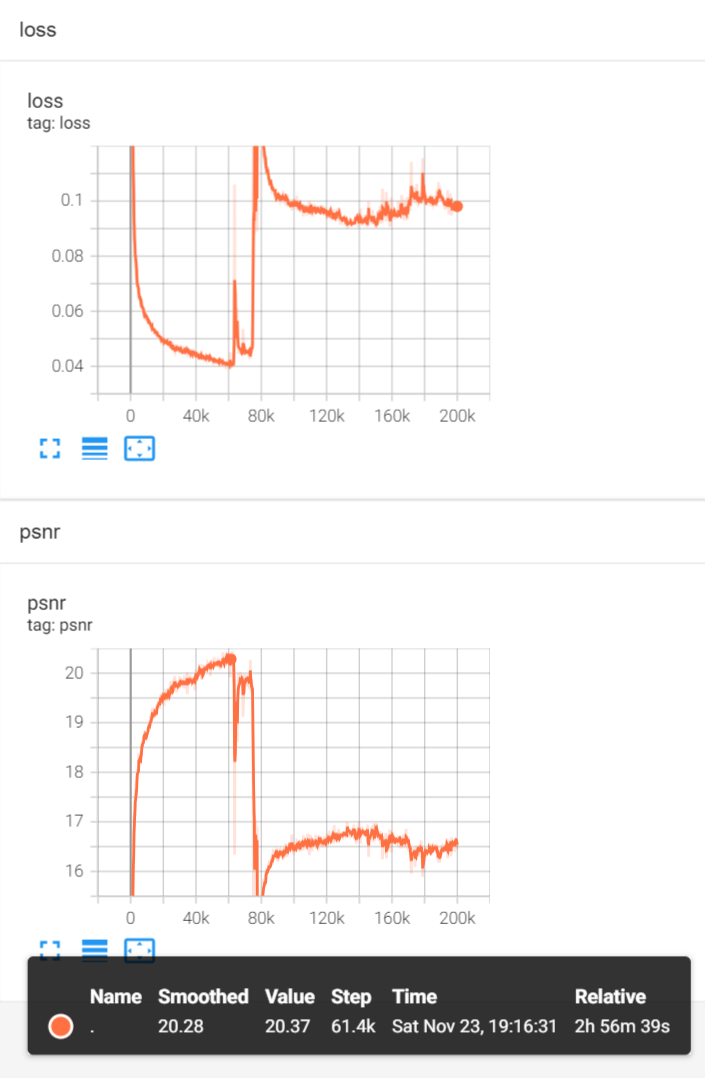 loss
loss
tag: loss
0.1
0.08
0.06
0.04
0 40k 80k 120k 160k 200k
psnr
psnr
tag: psnr
20
19
18
17
16
0 40k 80k 120k 160k 200k
Name Smoothed Value Step Time Relative
. 20.28 20.37 61.4k Sat Nov 23, 19:16:31 2h 56m 39s